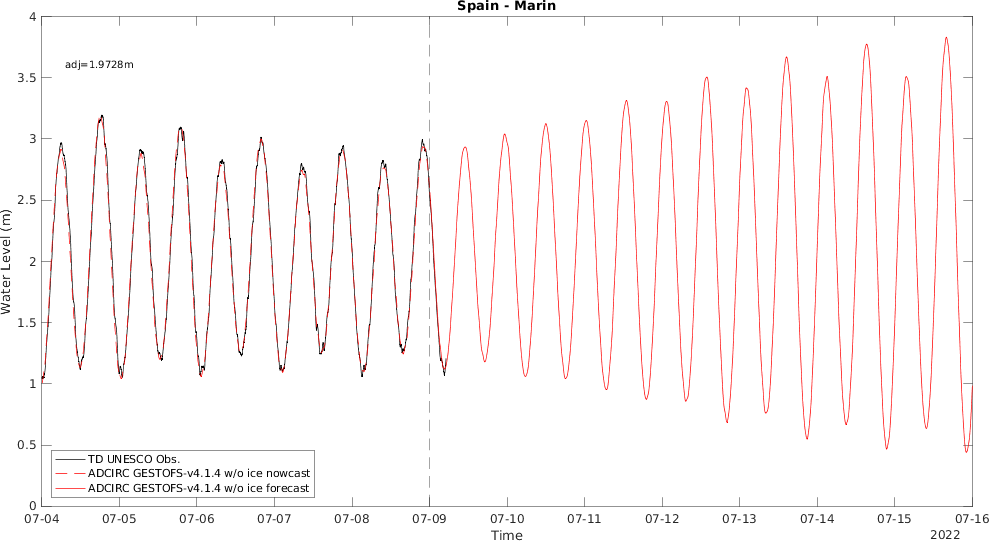 Spain - Marin
4
3.5
3
2.5
2
1.5
1
0.5
0
Water Level (m)
adj=1.9728m
TD UNESCO Obs.
ADCIRC GESTOFS-v4.1.4 w/o ice nowcast
ADCIRC GESTOFS-v4.1.4 w/o ice forecast
07-04 07-05 07-06 07-07 07-08 07-09 07-10 07-11 07-12 07-13 07-14 07-15 07-16
Time
2022